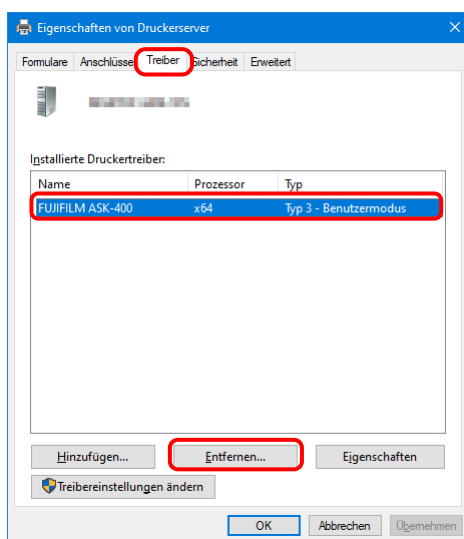 Eigenschaften von Druckerserver
Formulare Anschlüsse Treiber Sicherheit Erweitert
Installierte Druckertreiber:
Name Prozessor Typ
FUJIFILM ASK-400 x64 Typ 3 - Benutzermodus
Hinzufügen... Entfernen... Eigenschaften
Treibereinstellungen ändern
OK Abbrechen Übernehmen